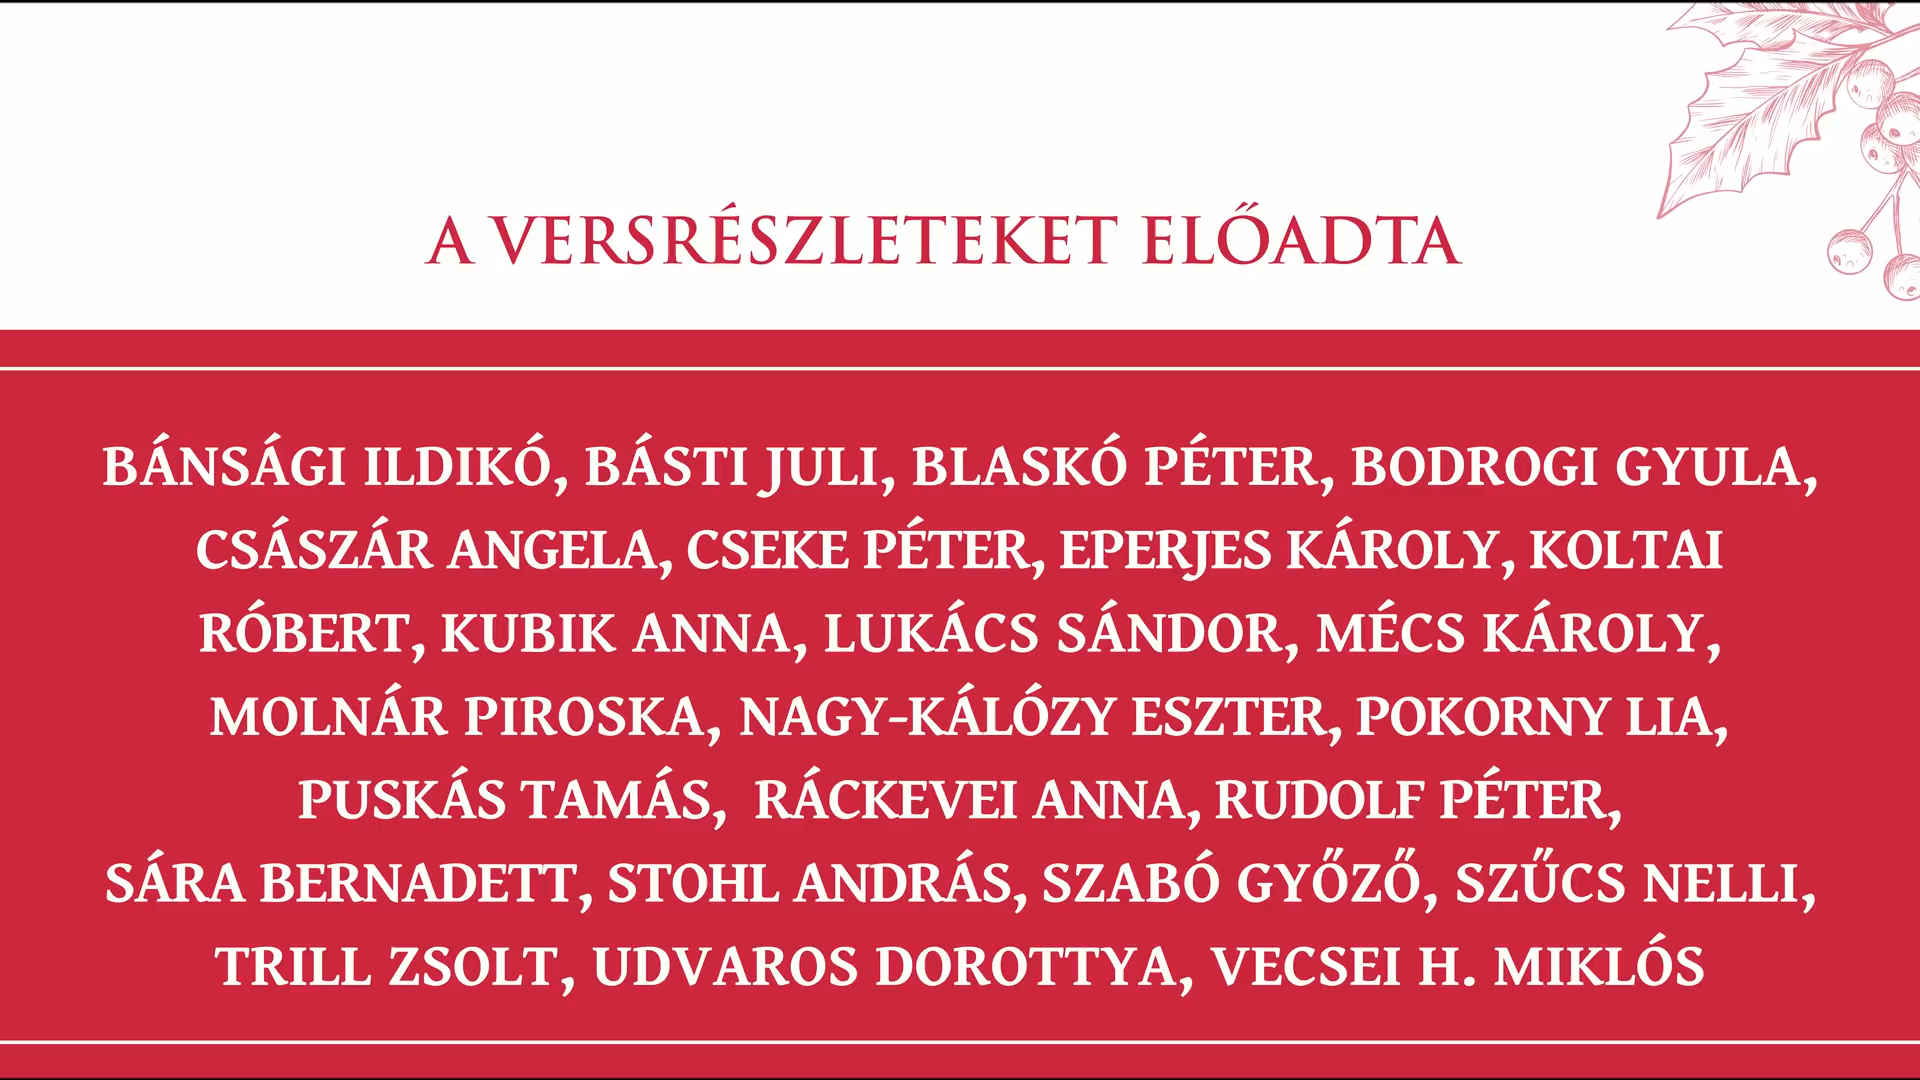 A VERSRÉSZLETEKET ELŐADTA
BÁNSÁGI ILDIKÓ, BÁSTI JULI, BLASKÓ PÉTER, BODROGI GYULA,
CSÁSZÁR ANGELA, CSEKE PÉTER, EPERJES KÁROLY, KOLTAI
RÓBERT, KUBIK ANNA, LUKÁCS SÁNDOR, MÉCS KÁROLY,
MOLNÁR PIROSKA, NAGY-KÁLÓZY ESZTER, POKORNY LIA,
PUSKÁS TAMÁS, RÁCKEVEI ANNA, RUDOLF PÉTER,
SÁRA BERNADETT, STOHL ANDRÁS, SZABÓ GYŐZŐ, SZŰCS NELLI,
TRILL ZSOLT, UDVAROS DOROTTYA, VECSEI H. MIKLÓS